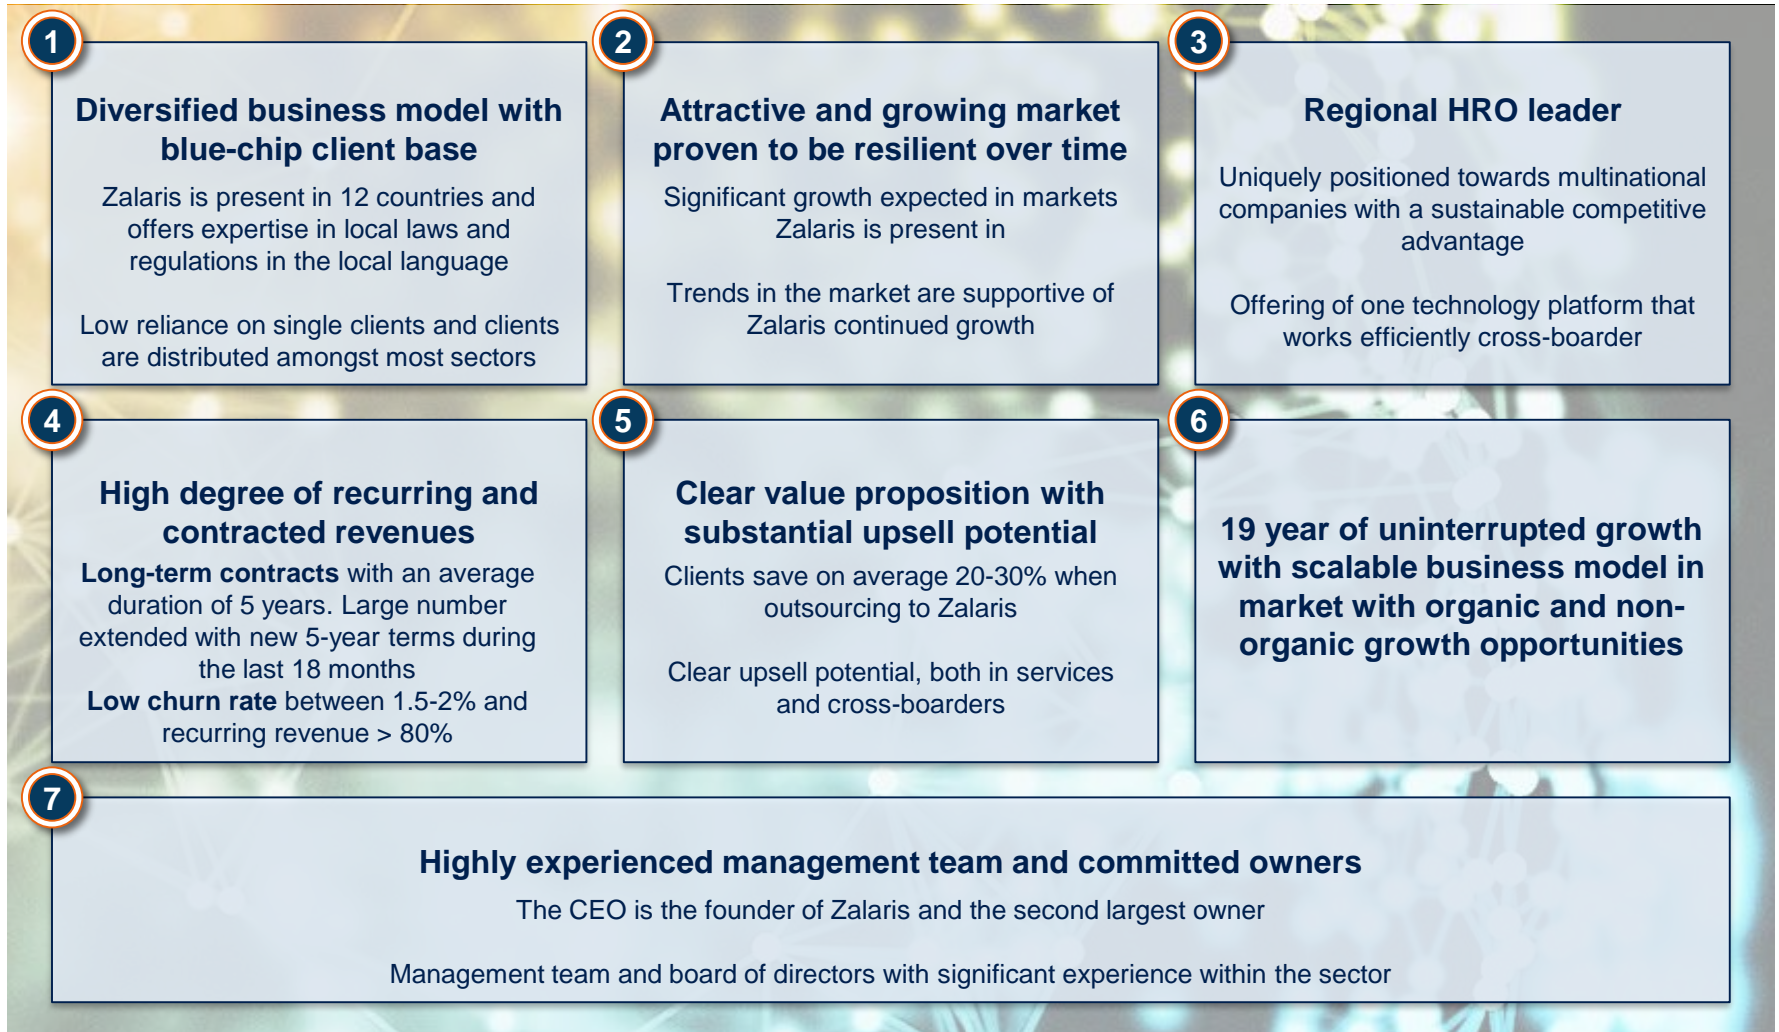 1
Diversified business model with
blue-chip client base
Zalaris is present in 12 countries and
offers expertise in local laws and
regulations in the local language
Low reliance on single clients and clients
are distributed amongst most sectors
2
Attractive and growing market
proven to be resilient over time
Significant growth expected in markets
Zalaris is present in
Trends in the market are supportive of
Zalaris continued growth
3
Regional HRO leader
Uniquely positioned towards multinational
companies with a sustainable competitive
advantage
Offering of one technology platform that
works efficiently cross-boarder
4
High degree of recurring and
contracted revenues
Long-term contracts with an average
duration of 5 years. Large number
extended with new 5-year terms during
the last 18 months
Low churn rate between 1.5-2% and
recurring revenue > 80%
5
Clear value proposition with
substantial upsell potential
Clients save on average 20-30% when
outsourcing to Zalaris
Clear upsell potential, both in services
and cross-boarders
6
19 year of uninterrupted growth
with scalable business model in
market with organic and non-
organic growth opportunities
7
Highly experienced management team and committed owners
The CEO is the founder of Zalaris and the second largest owner
Management team and board of directors with significant experience within the sector